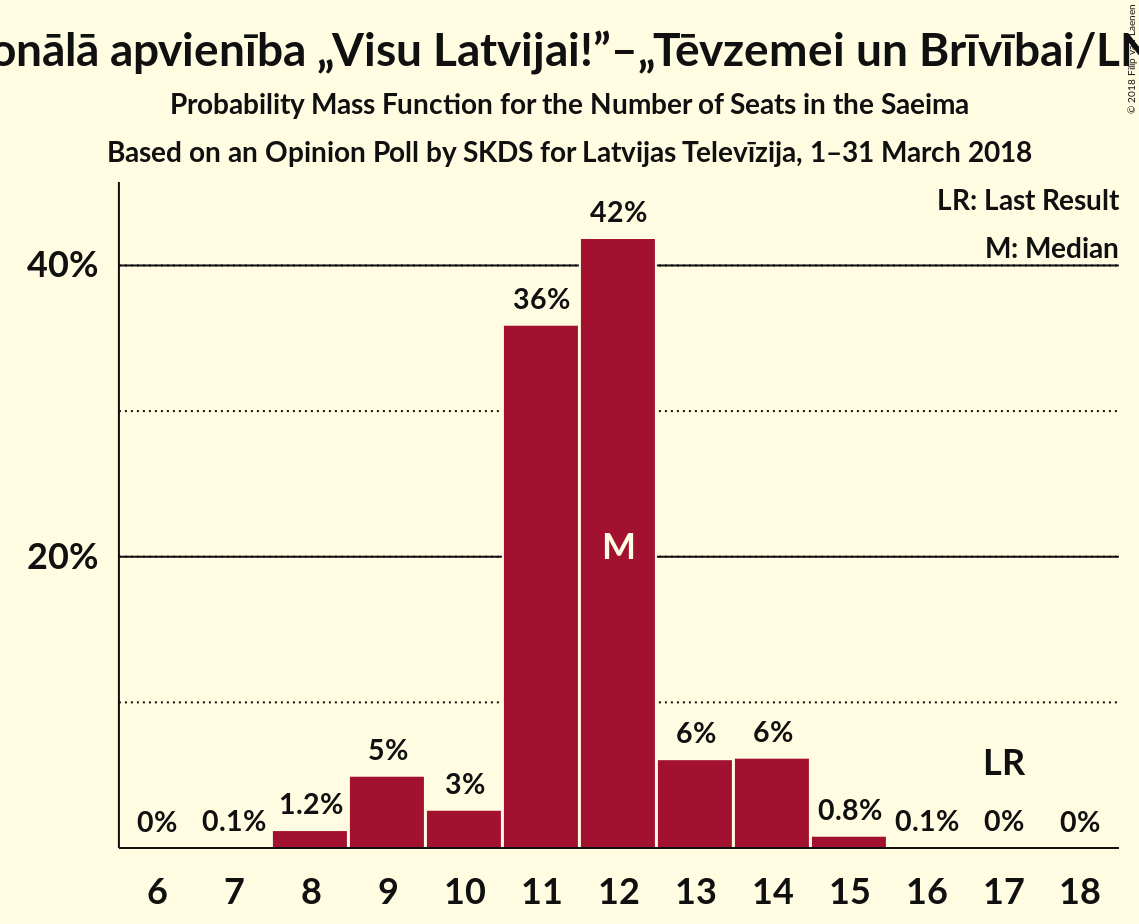 onālā apvienība „Visu Latvijai!”–„Tēvzemei un Brīvībai/LN
Probability Mass Function for the Number of Seats in the Saeima
Based on an Opinion Poll by SKDS for Latvijas Televīzija, 1–31 March 2018
© 2018 Filip van Laenen
LR: Last Result
M: Median
40%
20%
0% 0.1% 1.2% 5% 3% 36% 42% 6% 6% 0.8% 0.1% 0% 0%
M
LR
6 7 8 9 10 11 12 13 14 15 16 17 18